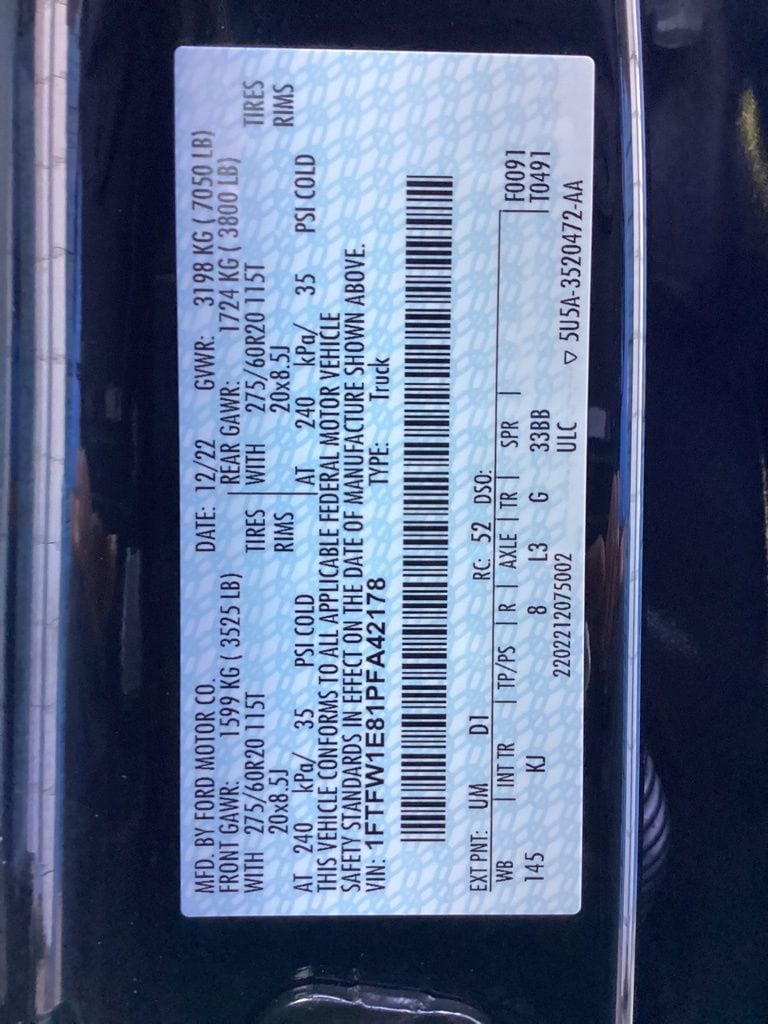 MFD. BY FORD MOTOR CO. DATE: 12/22 GVWR: 3198 KG ( 7050 LB)
FRONT GAWR: 1599 KG ( 3525 LB) REAR GAWR: 1724 KG ( 3800 LB)
WITH 275/60R20 115T TIRES WITH 275/60R20 115T TIRES
20x8.5J RIMS 20x8.5J RIMS
AT 240 kPa/ 35 PSI COLD AT 240 kPa/ 35 PSI COLD
THIS VEHICLE CONFORMS TO ALL APPLICABLE FEDERAL MOTOR VEHICLE
SAFETY STANDARDS IN EFFECT ON THE DATE OF MANUFACTURE SHOWN ABOVE.
VIN: 1FTFW1E81PFA42178 TYPE: Truck
EXT PNT: UM D1 RC: 52 DSO:
WB INT TR TP/PS R AXLE TR SPR F0091
145 KJ 8 L3 G 33BB T0491
2202212075002 ULC ▽ 5U5A-3520472-AA